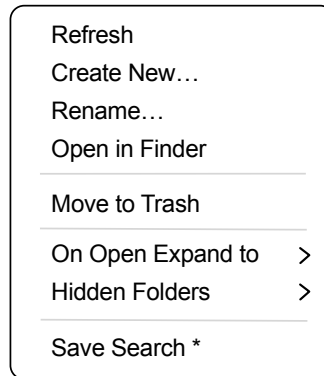 Refresh
Create New…
Rename…
Open in Finder
Move to Trash
On Open Expand to >
Hidden Folders >
Save Search *